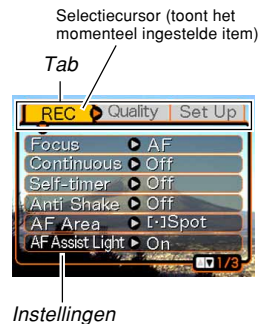 Selectiecursor (toont het
momenteel ingestelde item)
Tab
REC Quality Set Up
Focus AF
Continuous Off
Self-timer Off
Anti Shake Off
AF Area [·]Spot
AF Assist Light On
1/3
Instellingen